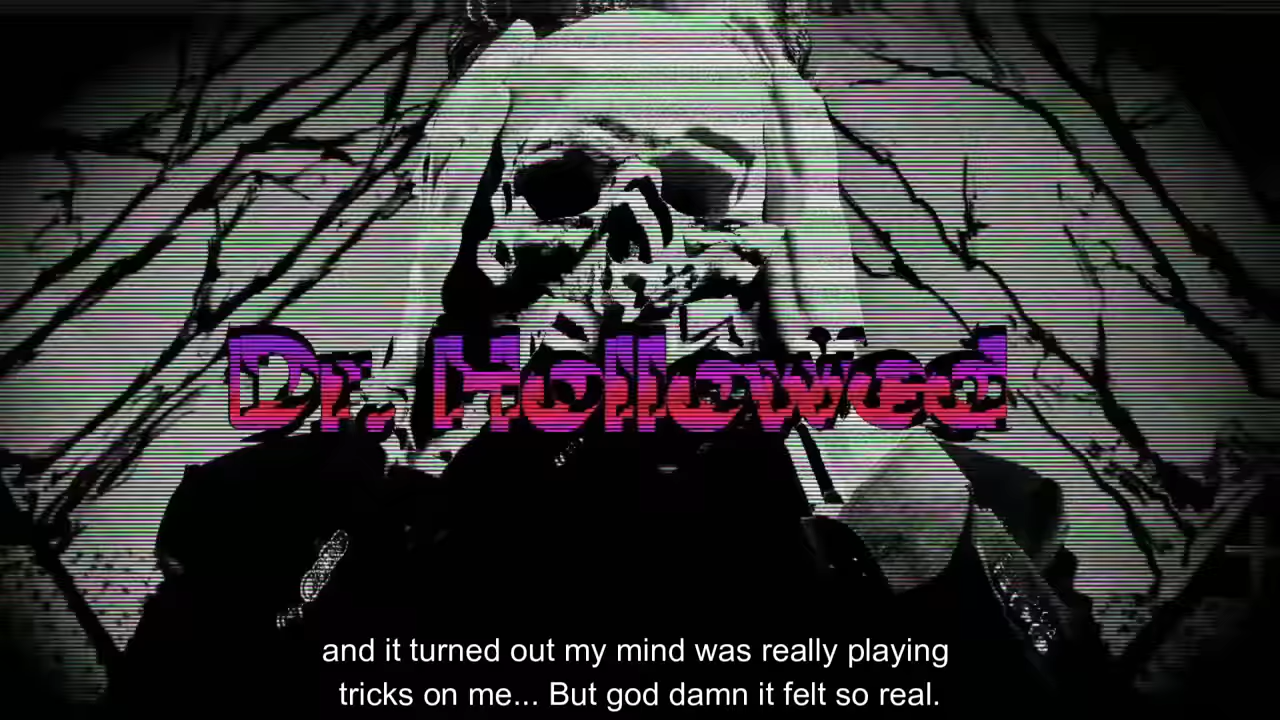 Dr. Hollowed
and it turned out my mind was really playing
tricks on me... But god damn it felt so real.